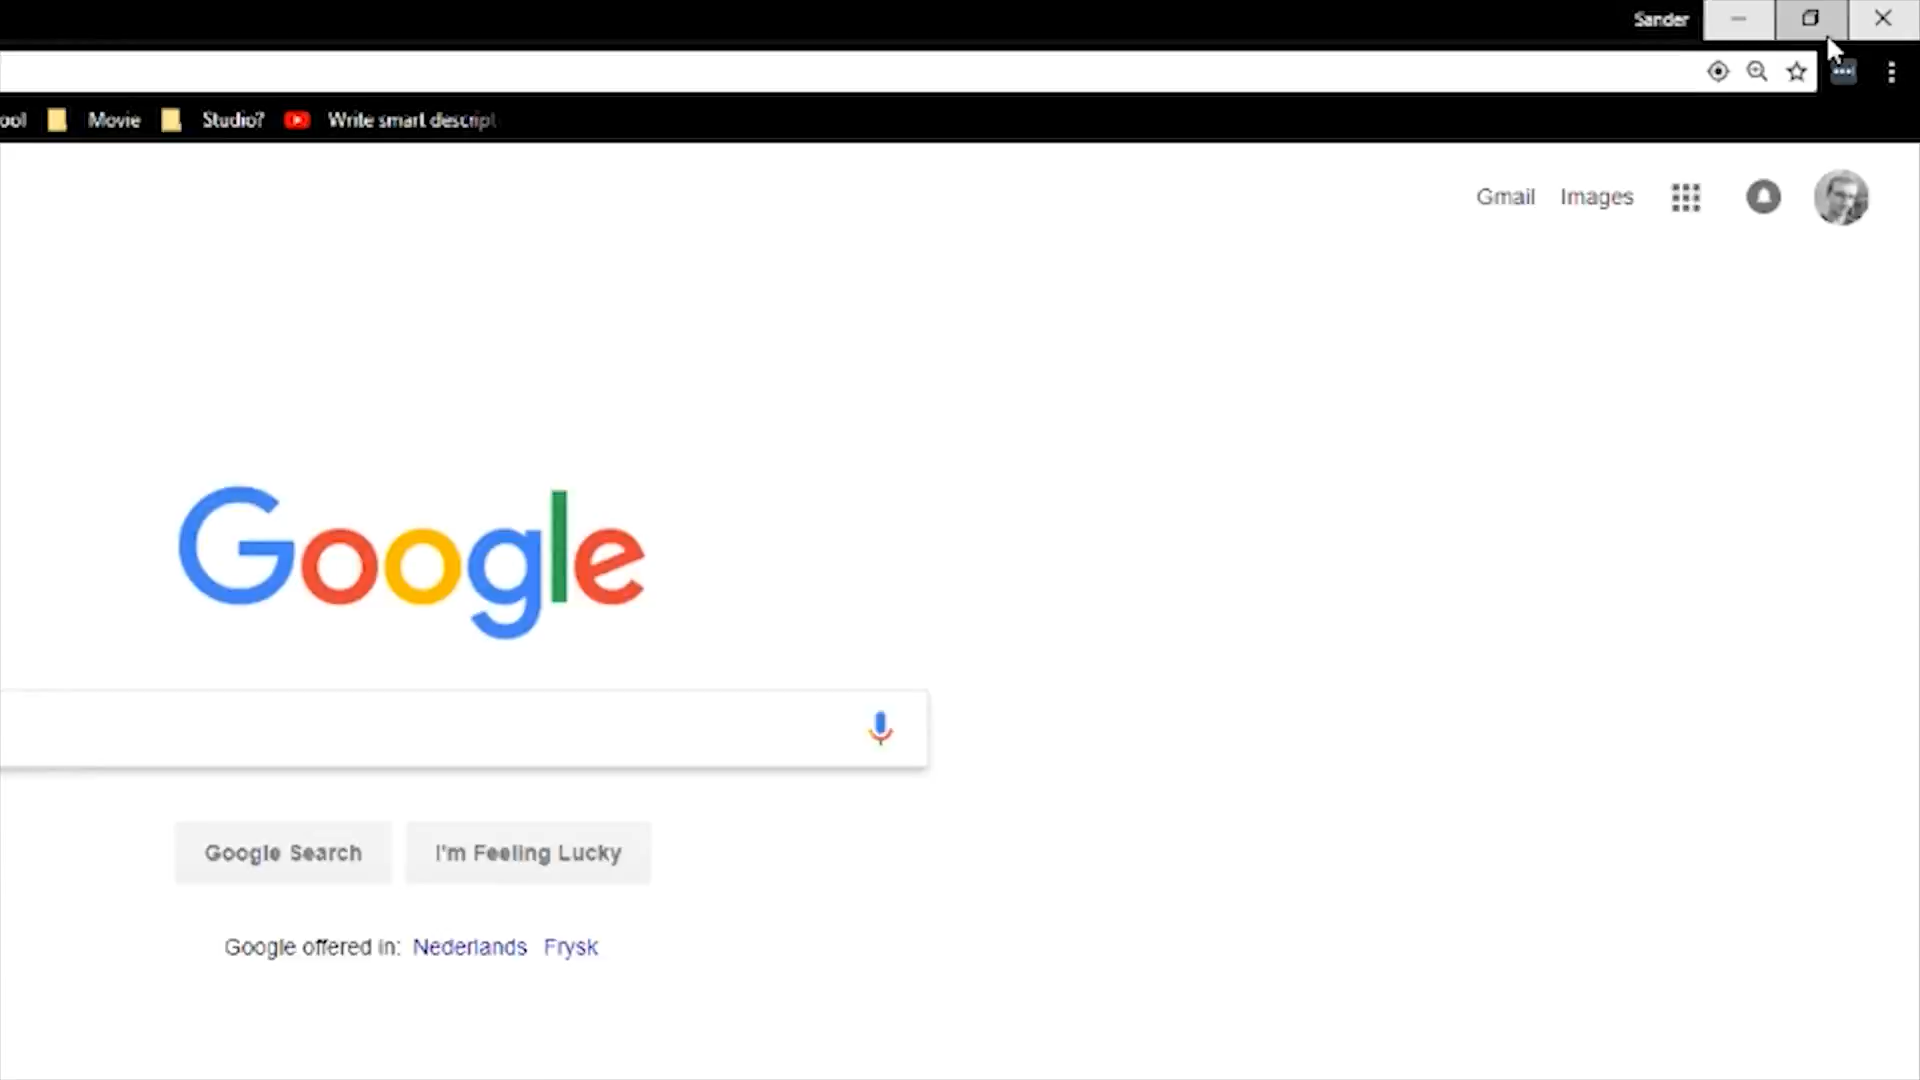 Sander
ool Movie Studio? Write smart descript
Gmail Images
Google
Google Search I'm Feeling Lucky
Google offered in: Nederlands Frysk